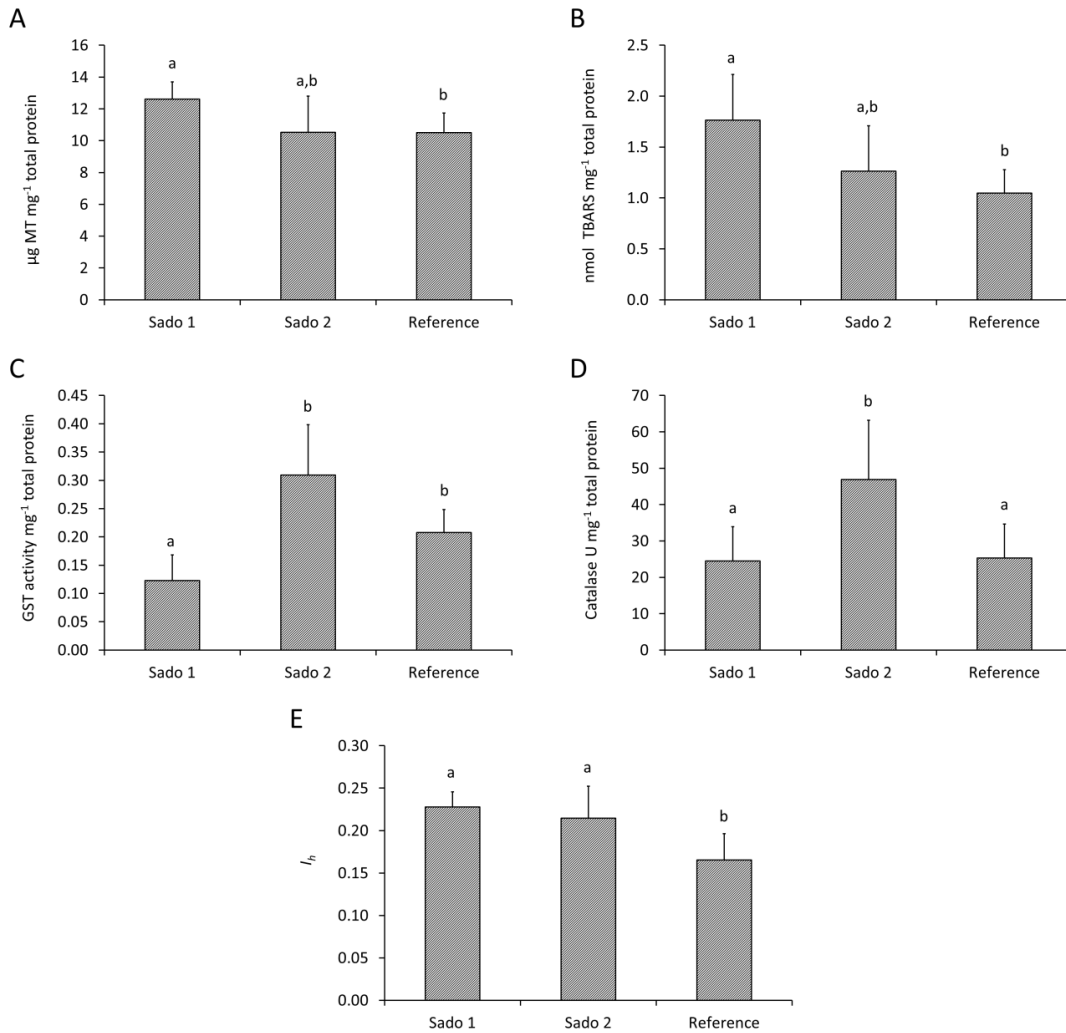 A
µg MT mg⁻¹ total protein
16
14
12
10
8
6
4
2
0
a
a,b
b
Sado 1 Sado 2 Reference
B
nmol TBARS mg⁻¹ total protein
2.5
2.0
1.5
1.0
0.5
0.0
a
a,b
b
Sado 1 Sado 2 Reference
C
GST activity mg⁻¹ total protein
0.45
0.40
0.35
0.30
0.25
0.20
0.15
0.10
0.05
0.00
a
b
b
Sado 1 Sado 2 Reference
D
Catalase U mg⁻¹ total protein
70
60
50
40
30
20
10
0
a
b
a
Sado 1 Sado 2 Reference
E
Iₕ
0.30
0.25
0.20
0.15
0.10
0.05
0.00
a
a
b
Sado 1 Sado 2 Reference